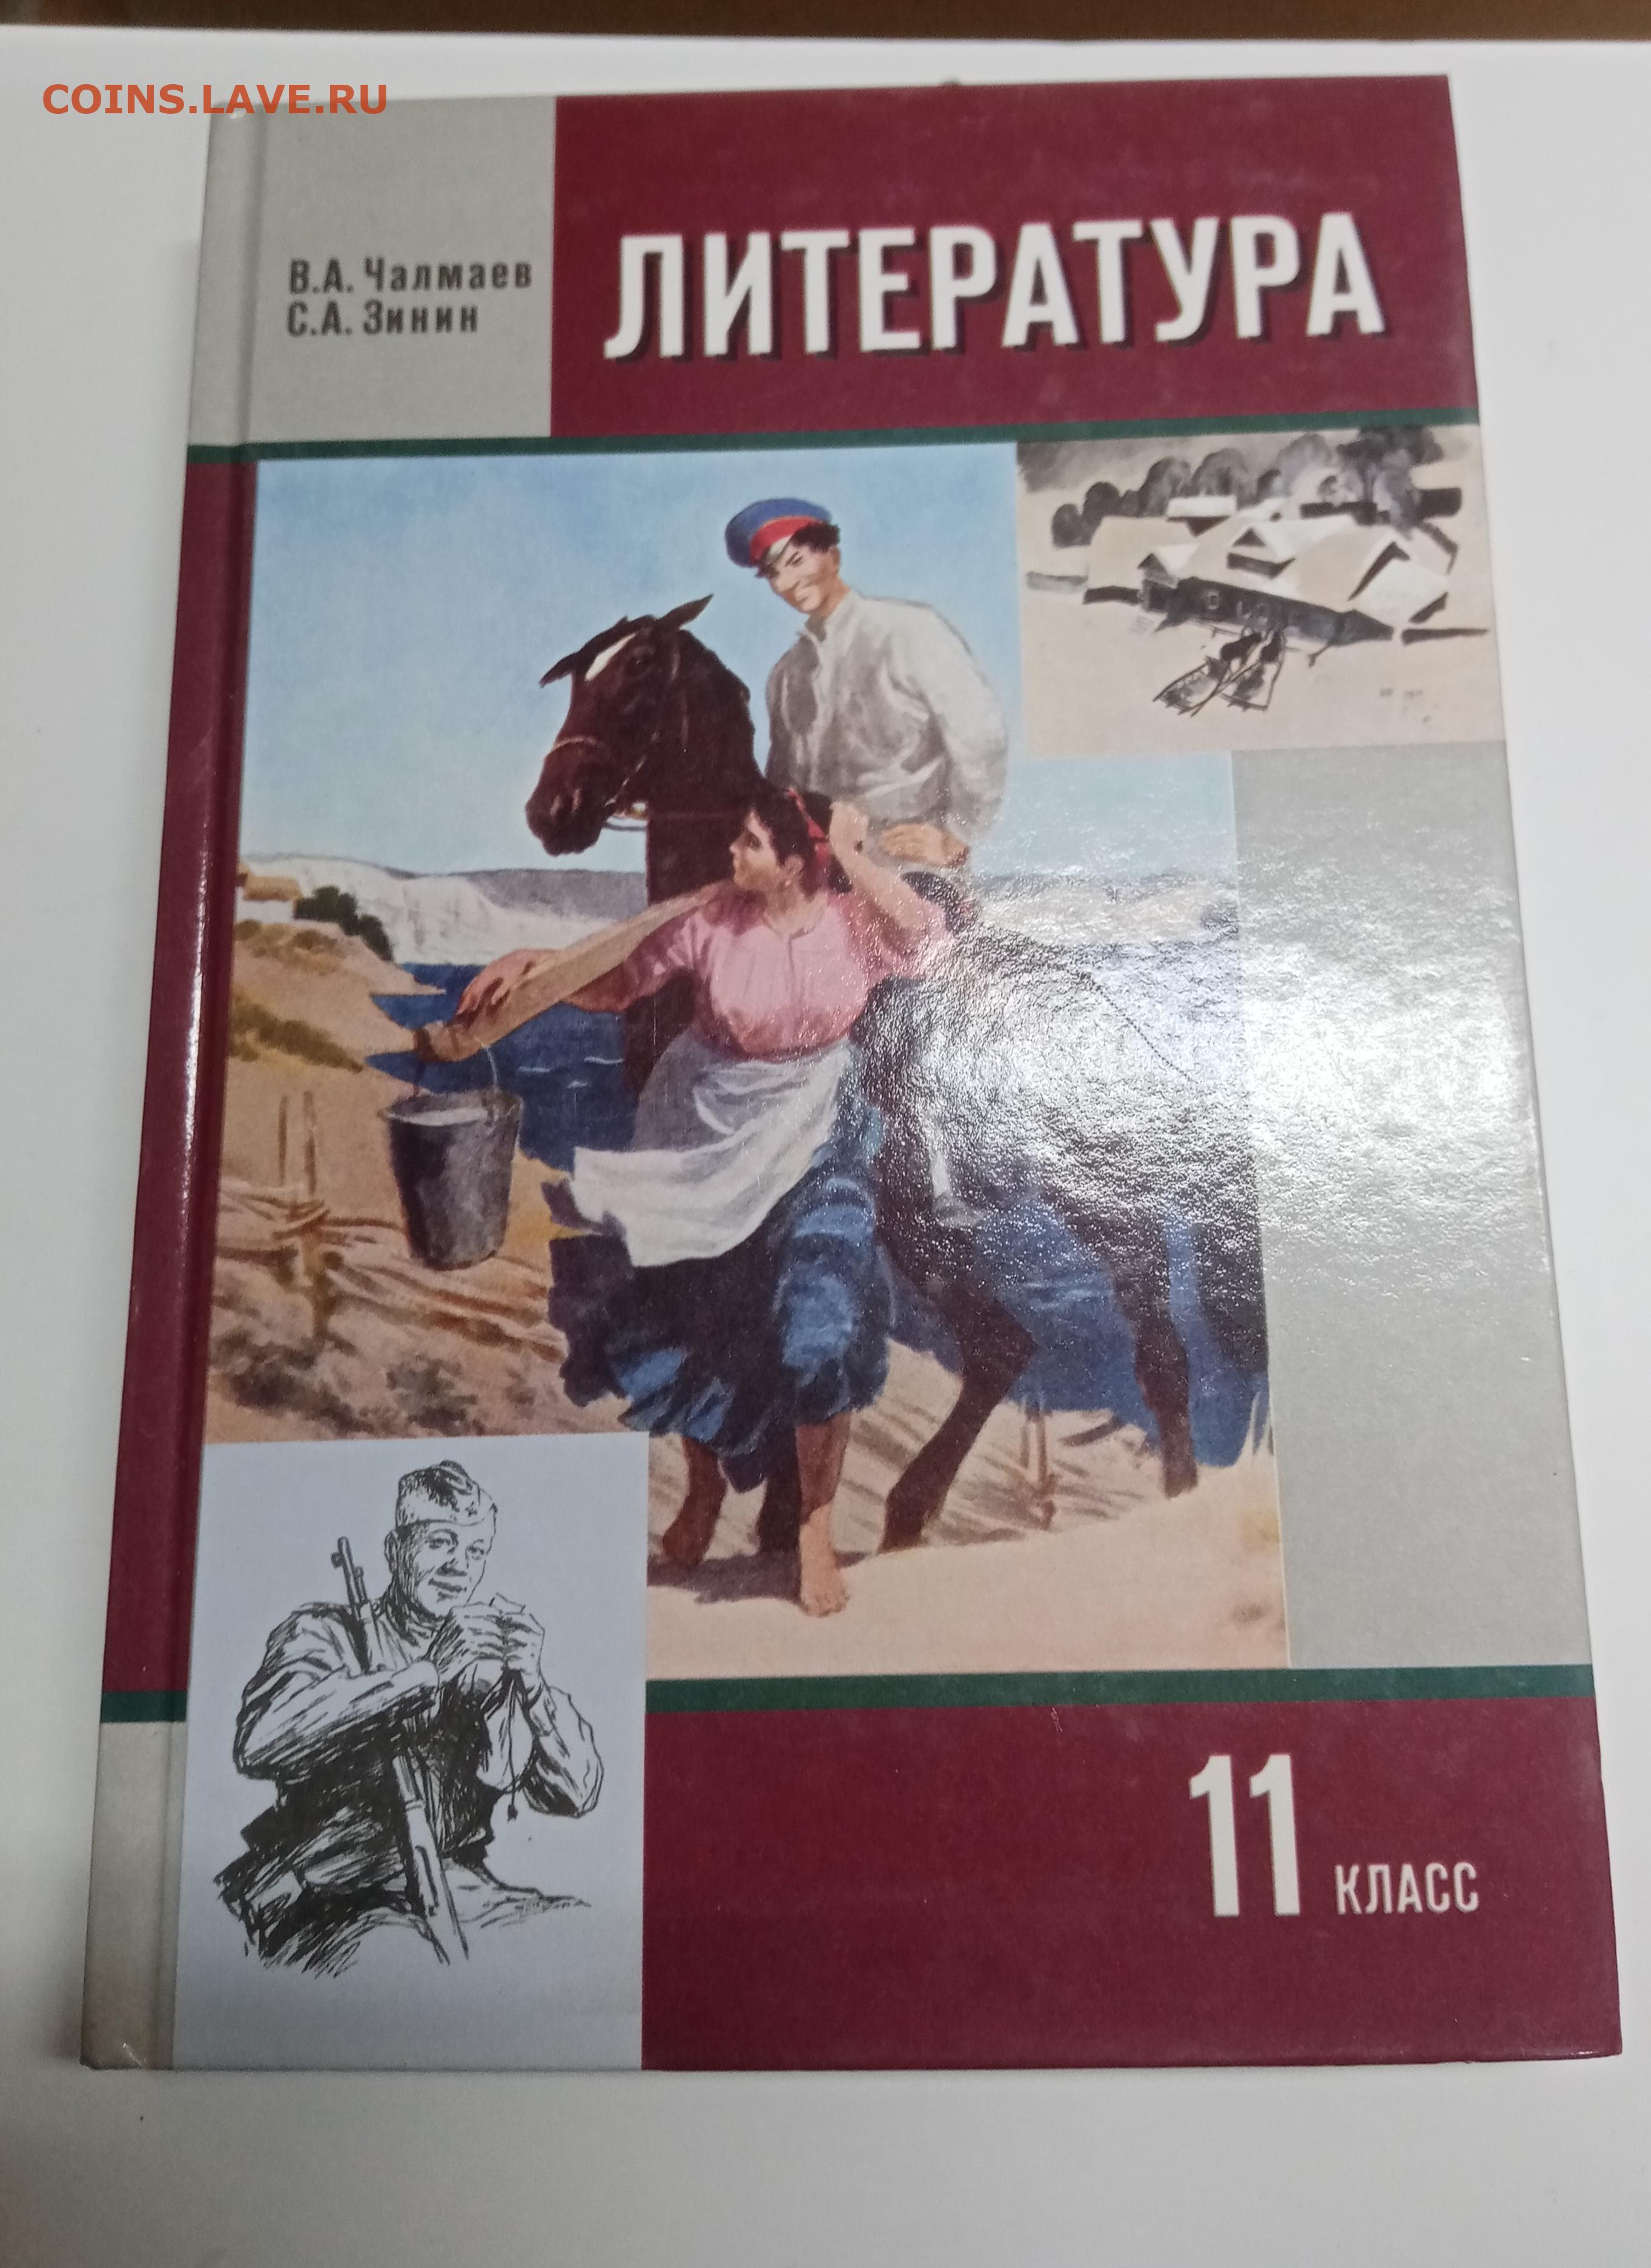 COINS.LAVE.RU
В.А. Чалмаев
С.А. Зинин
ЛИТЕРАТУРА
11 КЛАСС